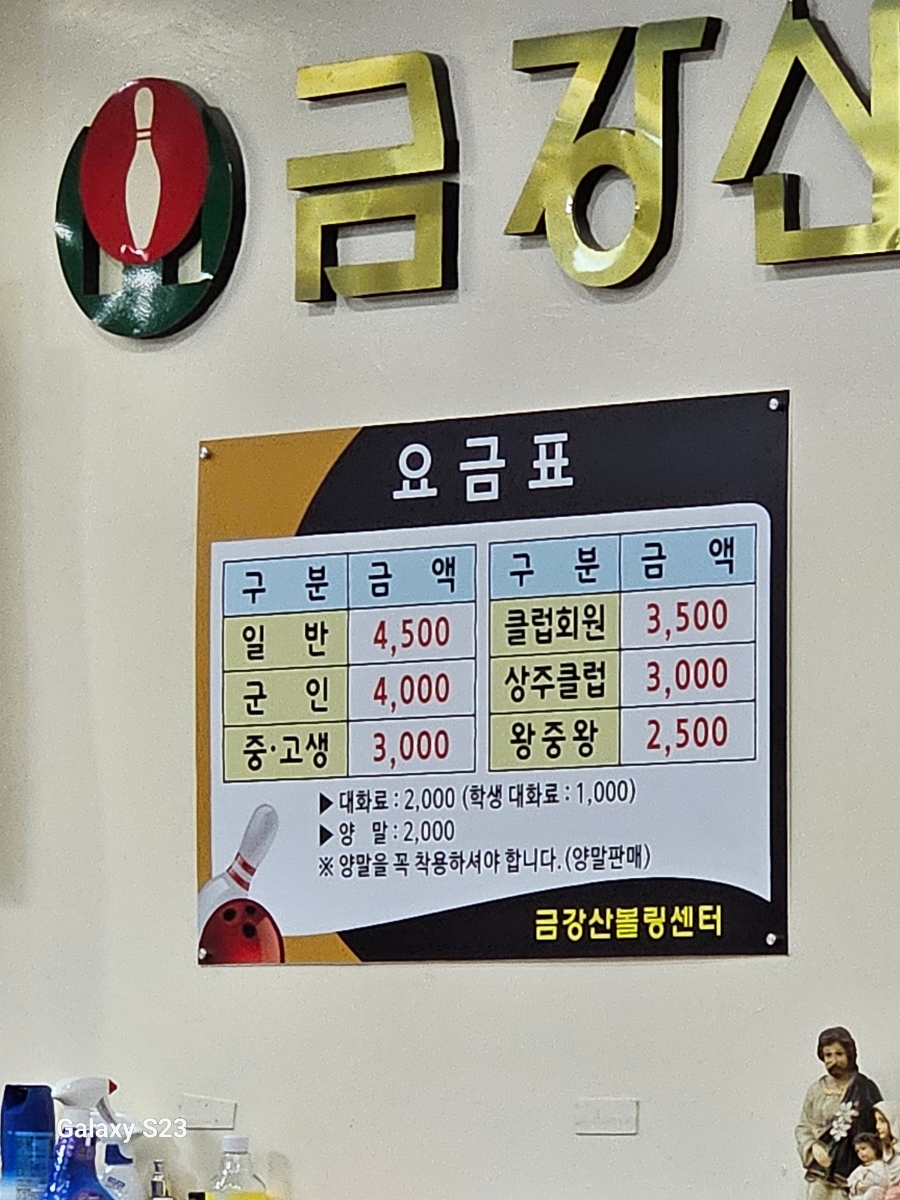 금강산
요금표
구 분 금 액
일 반 4,500
군 인 4,000
중·고생 3,000
구 분 금 액
클럽회원 3,500
상주클럽 3,000
왕중왕 2,500
▶대화료 : 2,000 (학생 대화료 : 1,000)
▶양 말 : 2,000
※ 양말을 꼭 착용하셔야 합니다. (양말판매)
금강산볼링센터
Galaxy S23